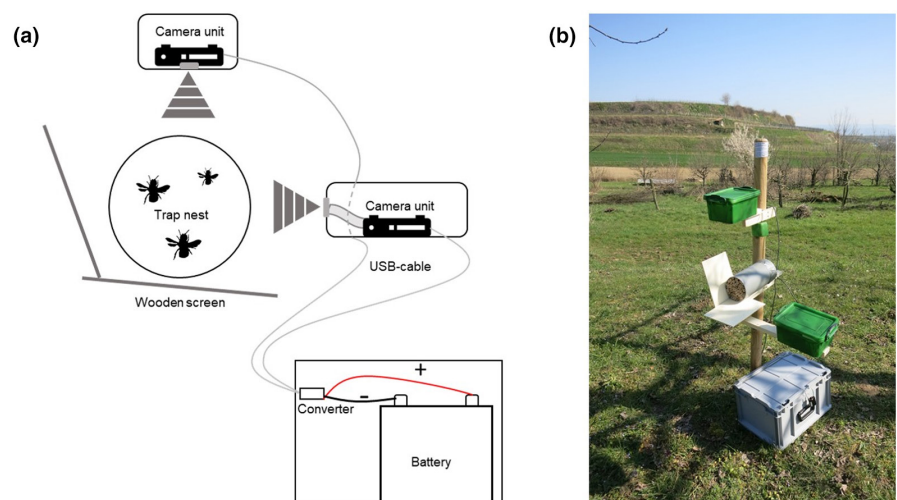 (a)
Camera unit
Trap nest
Camera unit
USB-cable
Wooden screen
+
-
Converter
Battery
(b)